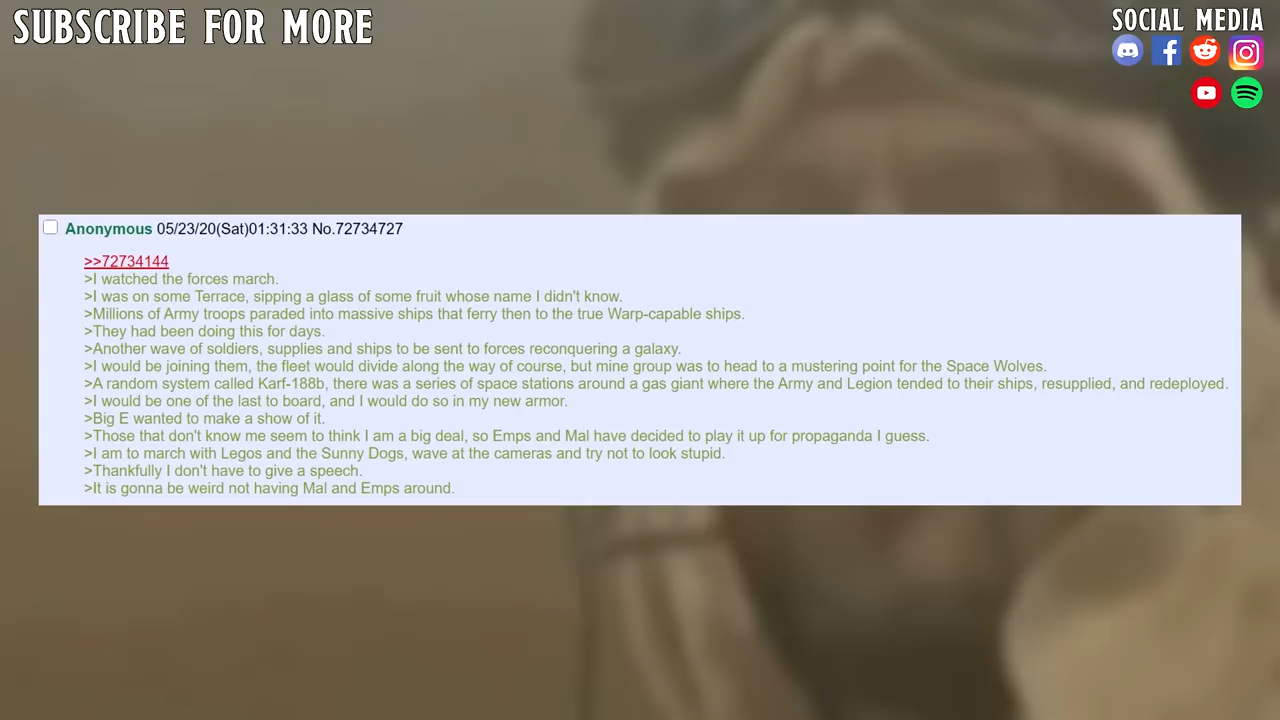 SUBSCRIBE FOR MORE
SOCIAL MEDIA
Anonymous 05/23/20(Sat)01:31:33 No.72734727
>>72734144
>I watched the forces march.
>I was on some Terrace, sipping a glass of some fruit whose name I didn't know.
>Millions of Army troops paraded into massive ships that ferry then to the true Warp-capable ships.
>They had been doing this for days.
>Another wave of soldiers, supplies and ships to be sent to forces reconquering a galaxy.
>I would be joining them, the fleet would divide along the way of course, but mine group was to head to a mustering point for the Space Wolves.
>A random system called Karf-188b, there was a series of space stations around a gas giant where the Army and Legion tended to their ships, resupplied, and redeployed.
>I would be one of the last to board, and I would do so in my new armor.
>Big E wanted to make a show of it.
>Those that don't know me seem to think I am a big deal, so Emps and Mal have decided to play it up for propaganda I guess.
>I am to march with Legos and the Sunny Dogs, wave at the cameras and try not to look stupid.
>Thankfully I don't have to give a speech.
>It is gonna be weird not having Mal and Emps around.